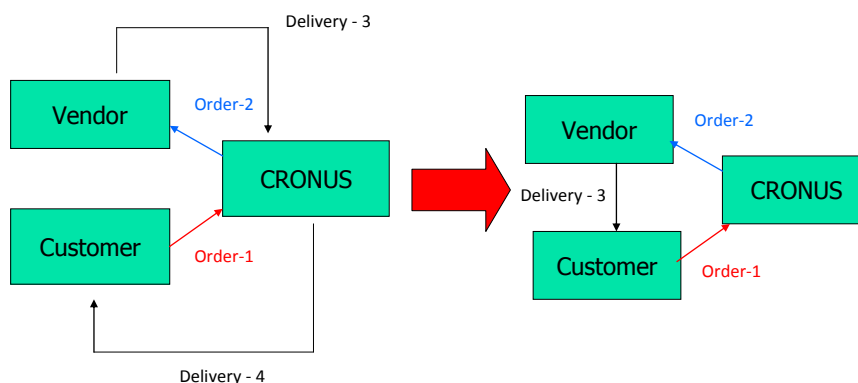 Delivery - 3
Vendor
Order-2
CRONUS
Customer
Order-1
Delivery - 4
Vendor
Order-2
CRONUS
Delivery - 3
Customer
Order-1